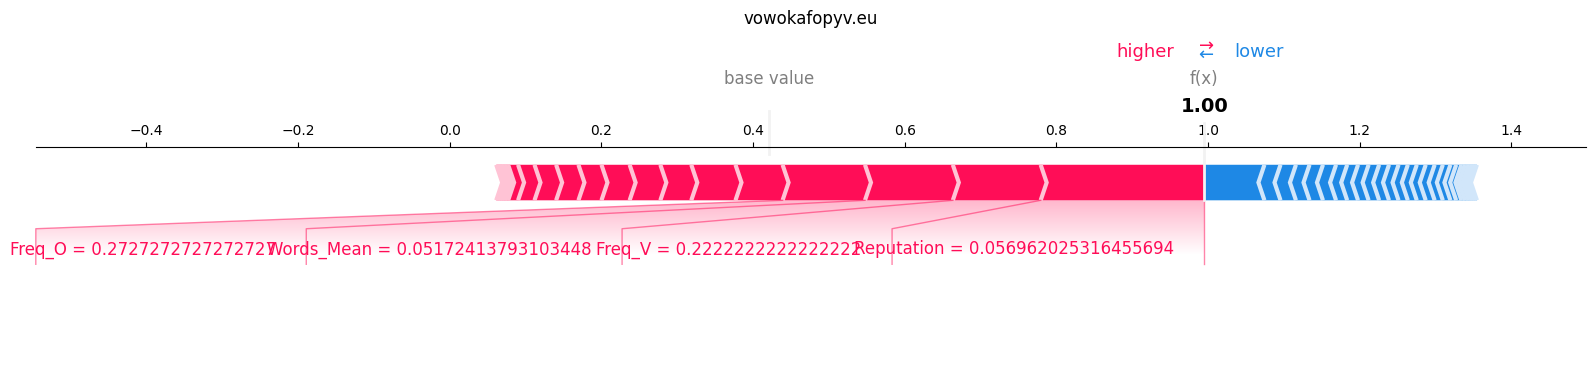 vowokafopyv.eu
higher → ← lower
base value f(x)
1.00
−0.4 −0.2 0.0 0.2 0.4 0.6 0.8 1.0 1.2 1.4
Freq_O = 0.2727272727272727 Words_Mean = 0.05172413793103448 Freq_V = 0.2222222222222222 Reputation = 0.056962025316455694